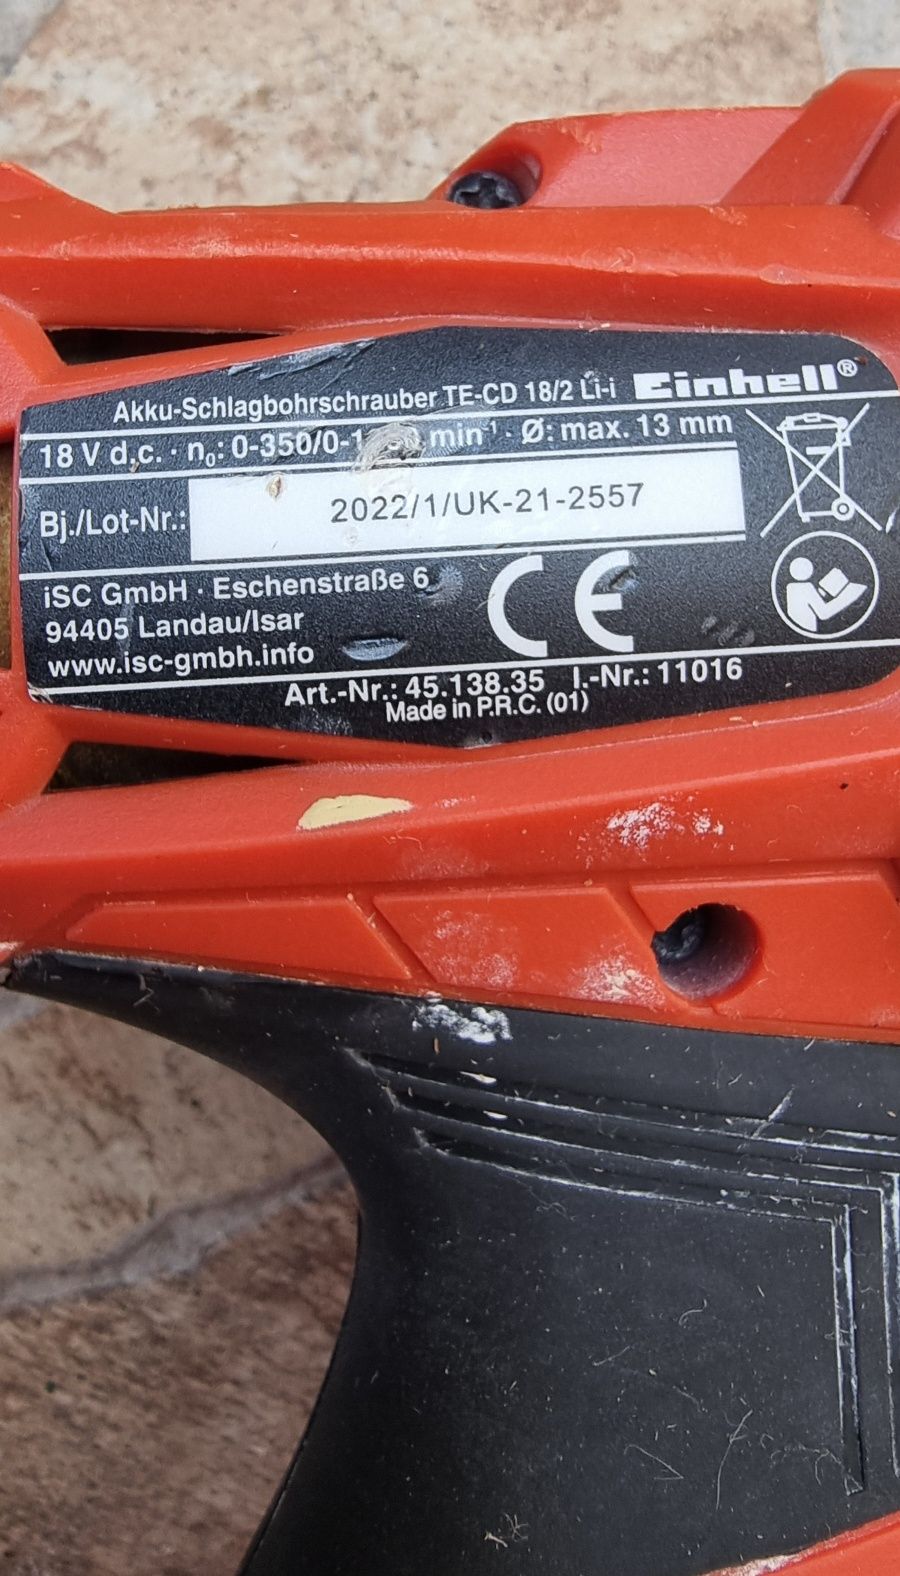 Akku-Schlagbohrschrauber TE-CD 18/2 Li-i Einhell®
18 V d.c. · n₀: 0-350/0-1 min⁻¹ · Ø: max. 13 mm
Bj./Lot-Nr.: 2022/1/UK-21-2557
iSC GmbH · Eschenstraße 6
94405 Landau/Isar
www.isc-gmbh.info
CE
Art.-Nr.: 45.138.35 I.-Nr.: 11016
Made in P.R.C. (01)